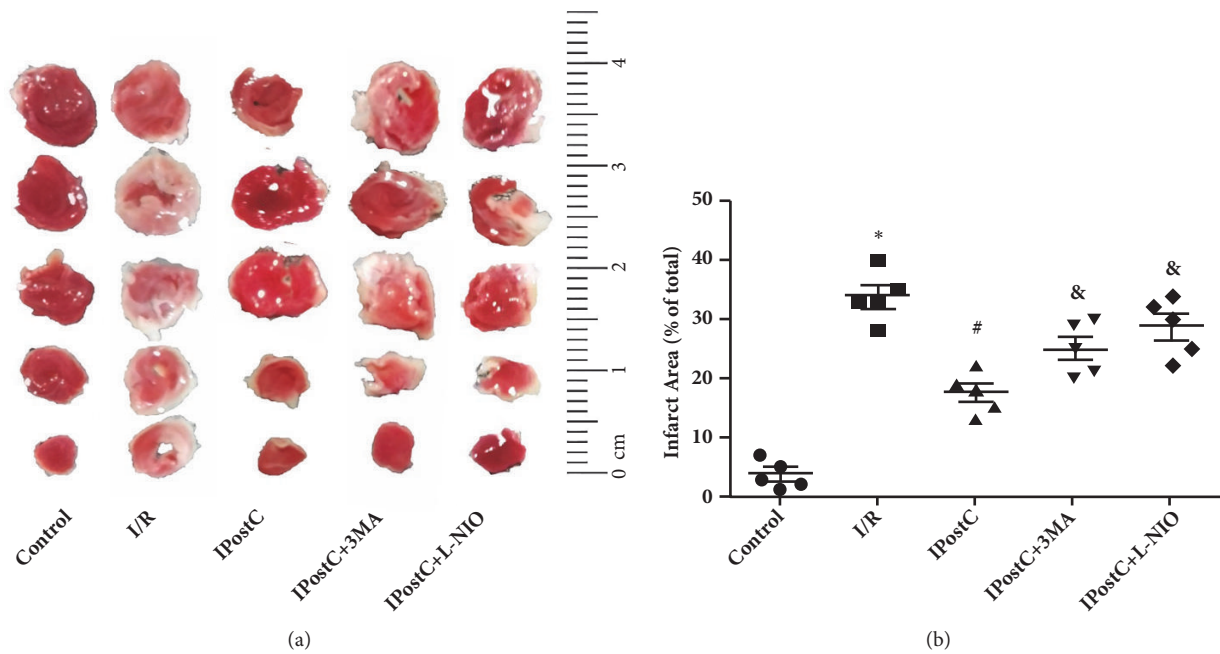 4
3
2
1
0 cm
Control
I/R
IPostC
IPostC+3MA
IPostC+L-NIO
(a)
Infarct Area (% of total)
50
40
30
20
10
0
*
#
&
&
Control
I/R
IPostC
IPostC+3MA
IPostC+L-NIO
(b)